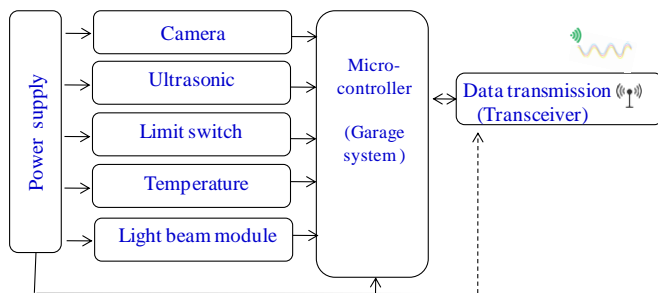 Power supply
Camera
Ultrasonic
Limit switch
Temperature
Light beam module
Micro-
controller
(Garage
system)
Data transmission
(Transceiver)